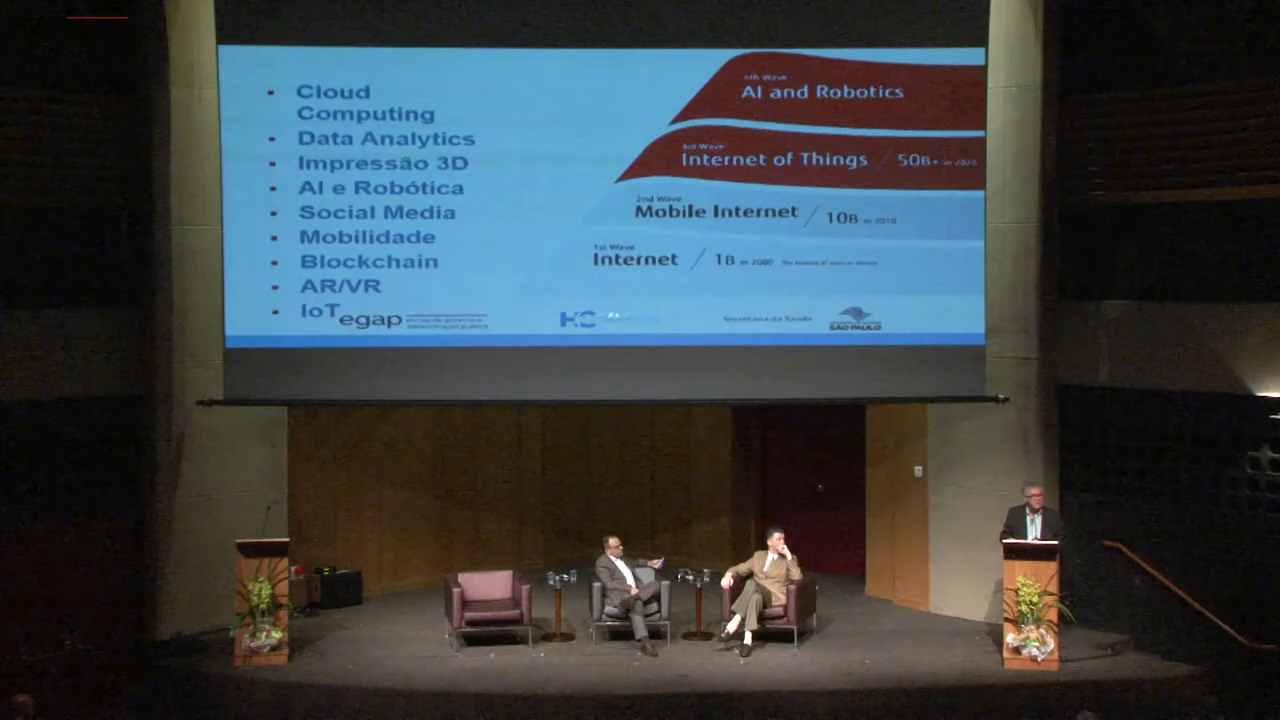 • Cloud
Computing
• Data Analytics
• Impressão 3D
• AI e Robótica
• Social Media
• Mobilidade
• Blockchain
• AR/VR
• IoT
4th Wave
AI and Robotics
3rd Wave
Internet of Things / 50B+ in 2020
2nd Wave
Mobile Internet / 10B in 2010
1st Wave
Internet / 1B in 2000
egap
HC
Secretaria da Saúde
SÃO PAULO